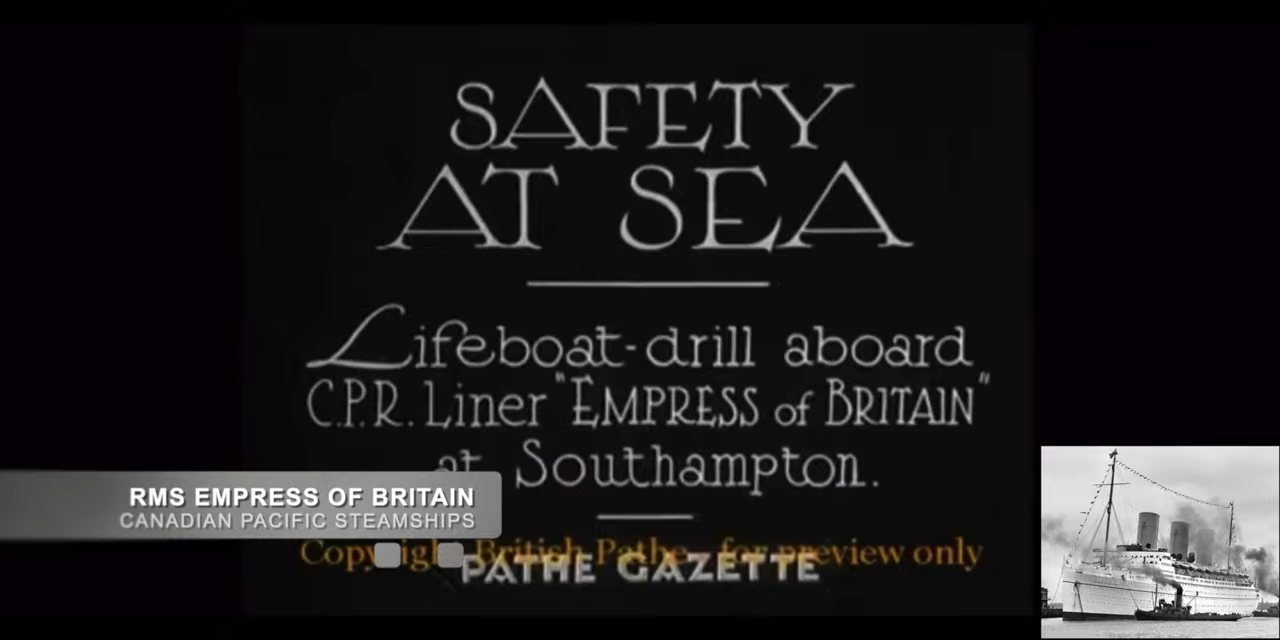 SAFETY
AT SEA
Lifeboat-drill aboard
C.P.R. Liner "EMPRESS of BRITAIN"
at Southampton.
RMS EMPRESS OF BRITAIN
CANADIAN PACIFIC STEAMSHIPS
Copyright British Pathe - for preview only
PATHE GAZETTE